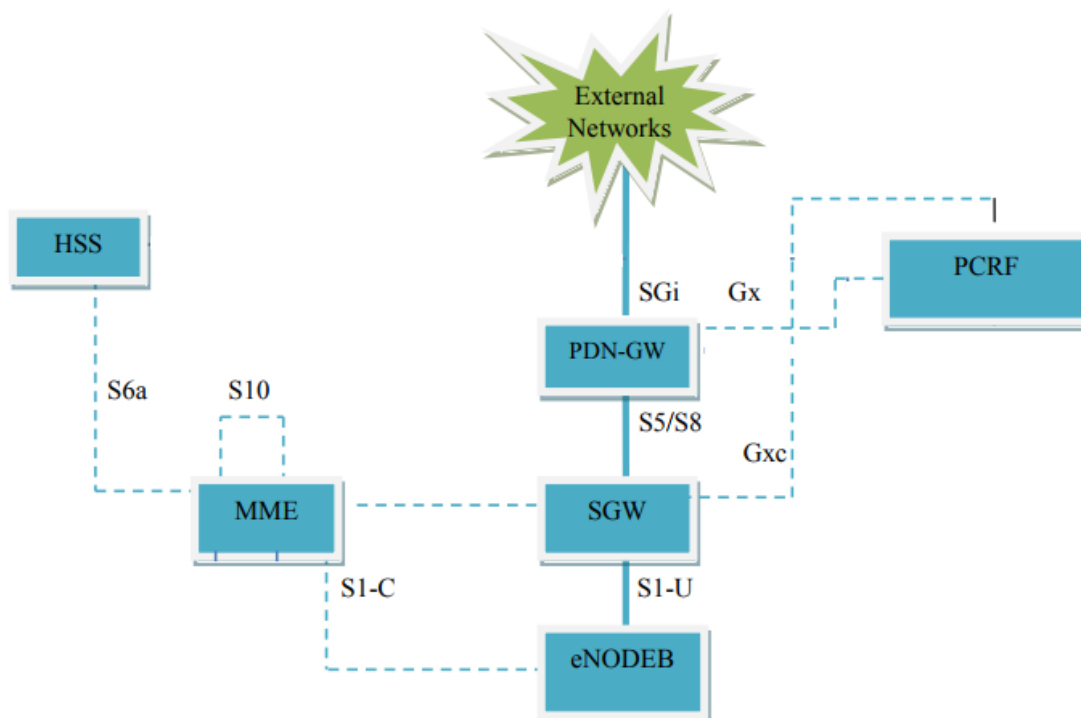 External
Networks
HSS
PCRF
SGi
Gx
PDN-GW
S6a
S10
S5/S8
Gxc
MME
SGW
S1-C
S1-U
eNODEB